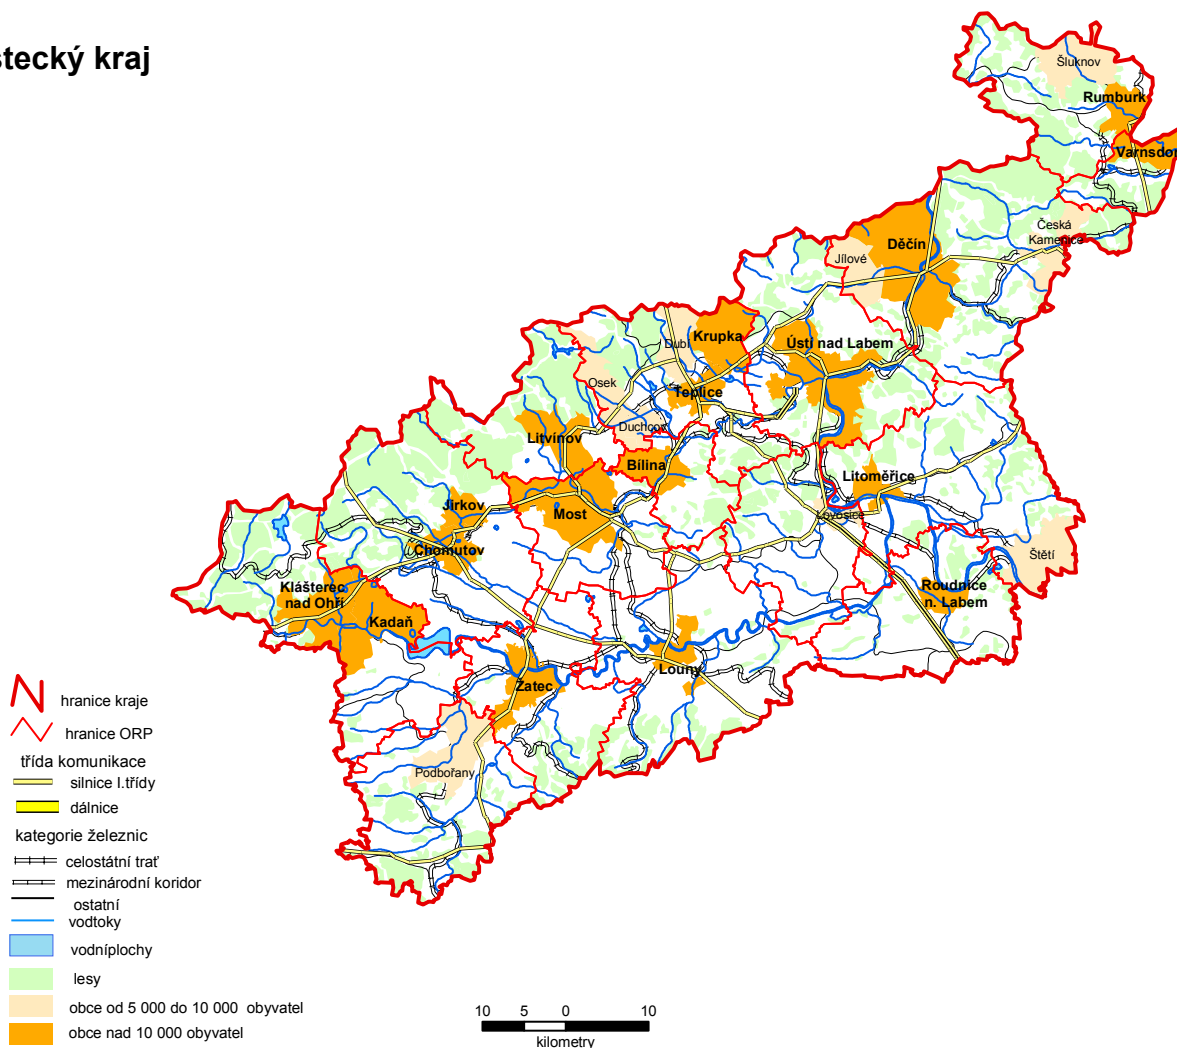 stecký kraj
Šluknov
Rumburk
Varnsdor
Česká
Kamenice
Děčín
Jílové
Krupka
Dubí
Ústí nad Labem
Osek
Teplice
Duchcov
Litvínov
Bílina
Litoměřice
Jirkov
Most
Lovosice
Chomutov
Štětí
Klášterec
nad Ohří
Roudnice
n. Labem
Kadaň
Louny
Žatec
Podbořany
hranice kraje
hranice ORP
třída komunikace
silnice I.třídy
dálnice
kategorie železnic
celostátní trať
mezinárodní koridor
ostatní
vodtoky
vodníplochy
lesy
obce od 5 000 do 10 000 obyvatel
obce nad 10 000 obyvatel
10 5 0 10
kilometry